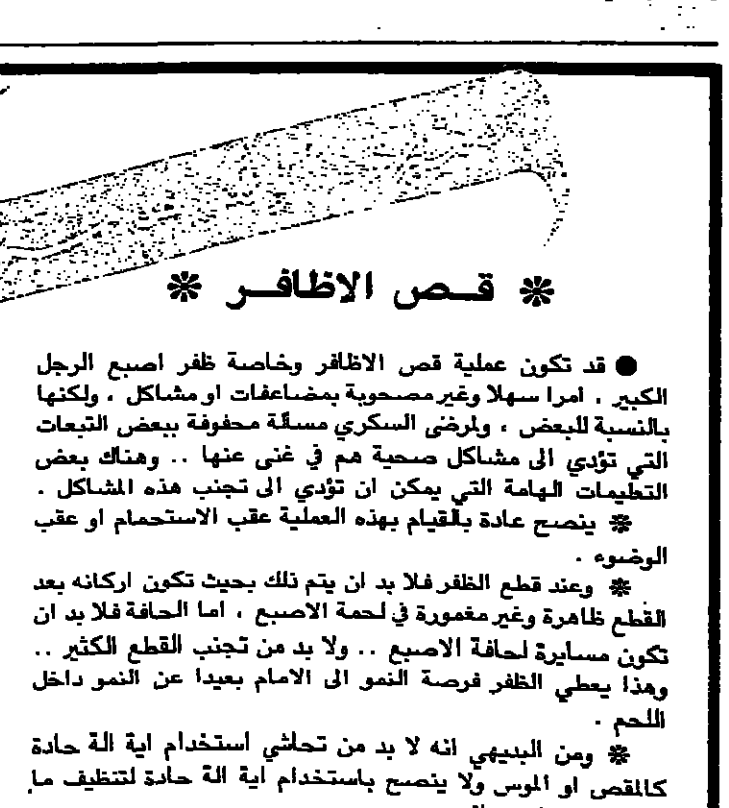 ❋ قــص الاظافــر ❋
● قد تكون عملية قص الاظافر وخاصة ظفر اصبع الرجل
الكبير ، امرا سهلا وغير مصحوبة بمضاعفات او مشاكل ، ولكنها
بالنسبة للبعض ، ولمرضى السكري مسألة محفوفة ببعض التبعات
التي تؤدي الى مشاكل صحية هم في غنى عنها .. وهناك بعض
التعليمات الهامة التي يمكن ان تؤدي الى تجنب هذه المشاكل .
❋ ينصح عادة بالقيام بهذه العملية عقب الاستحمام او عقب
الوضوء .
❋ وعند قطع الظفر فلا بد ان يتم ذلك بحيث تكون اركانه بعد
القطع ظاهرة وغير مغمورة في لحمة الاصبع ، اما الحافة فلا بد ان
تكون مسايرة لحافة الاصبع .. ولا بد من تجنب القطع الكثير ..
وهذا يعطي الظفر فرصة النمو الى الامام بعيدا عن النمو داخل
اللحم .
❋ ومن البديهي انه لا بد من تحاشي استخدام اية الة حادة
كالمقص او الموس ولا ينصح باستخدام اية الة حادة لتنظيف ما